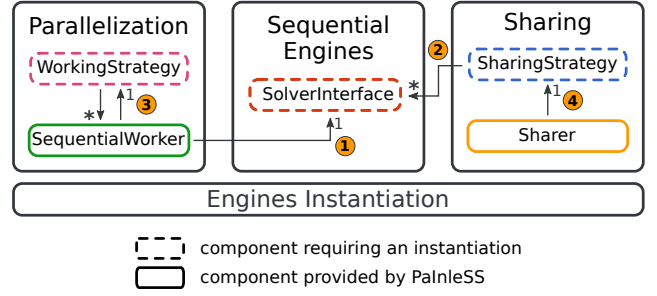 Parallelization
WorkingStrategy
*
1
3
SequentialWorker
Sequential
Engines
SolverInterface
*
1
1
Sharing
2
SharingStrategy
1
4
Sharer
Engines Instantiation
component requiring an instantiation
component provided by PaInleSS